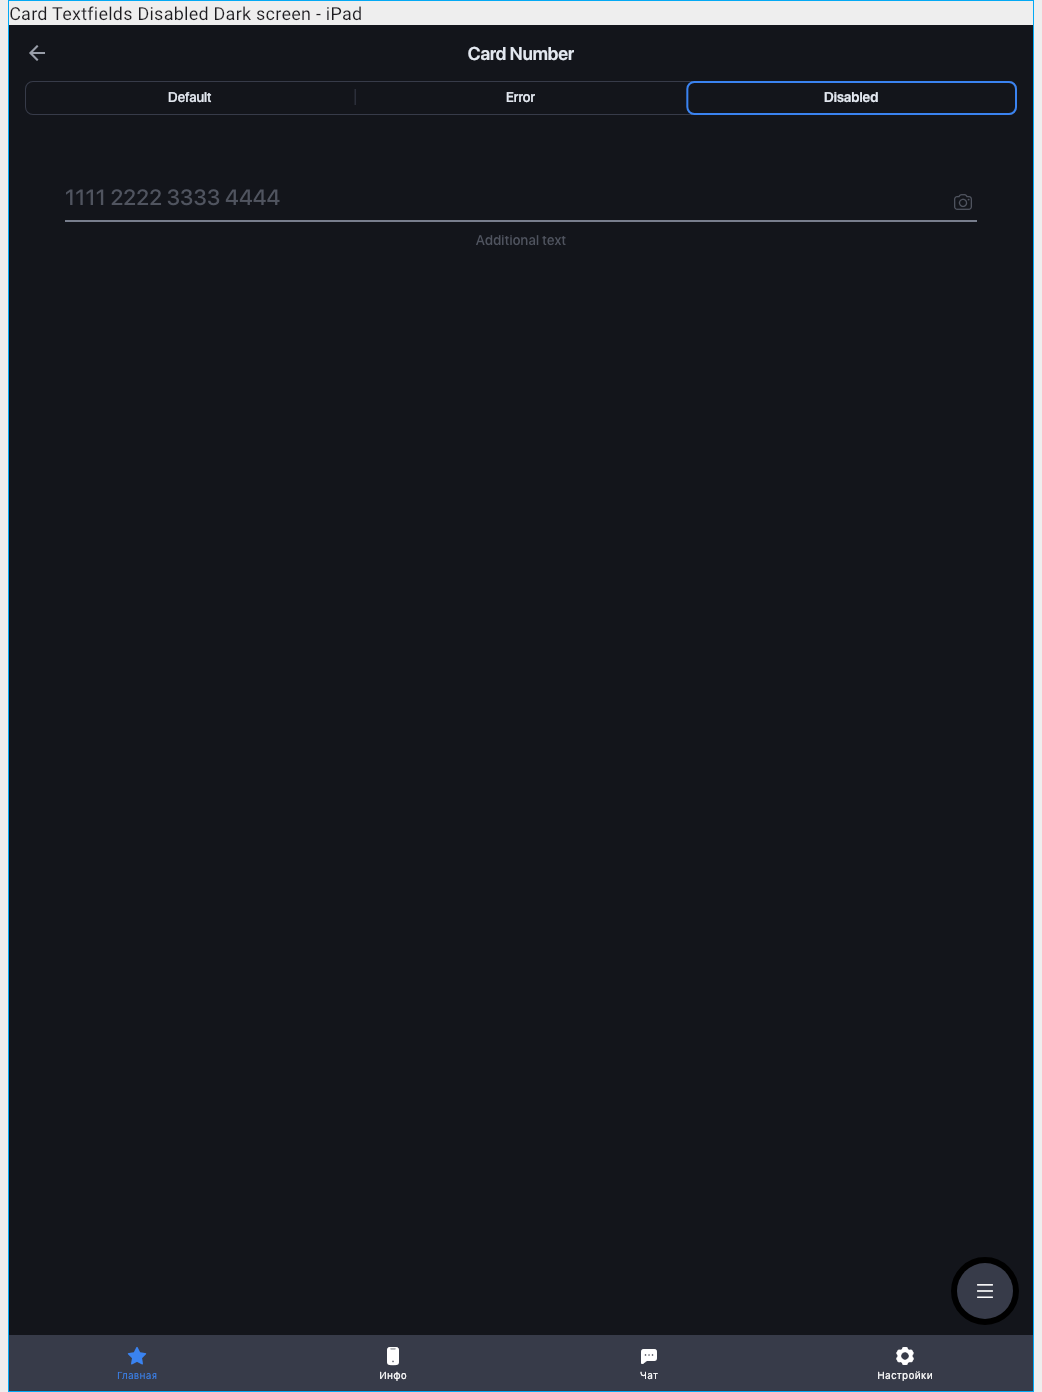 Card Textfields Disabled Dark screen - iPad
Card Number
Default
Error
Disabled
1111 2222 3333 4444
Additional text
Главная
Инфо
Чат
Настройки